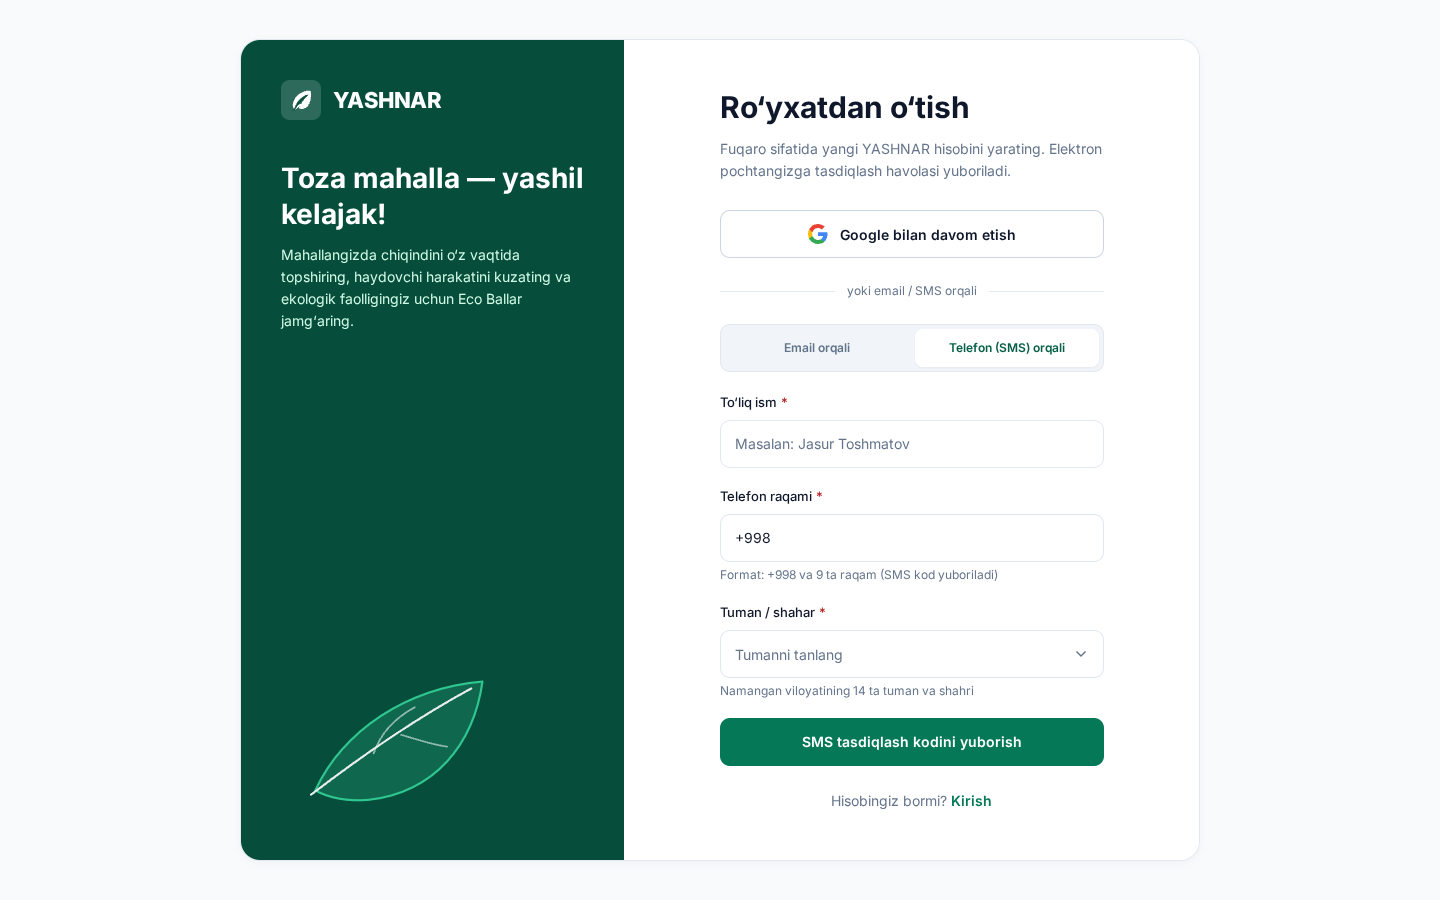 YASHNAR
Toza mahalla — yashil
kelajak!
Mahallangizda chiqindini o‘z vaqtida
topshiring, haydovchi harakatini kuzating va
ekologik faolligingiz uchun Eco Ballar
jamg‘aring.
Ro‘yxatdan o‘tish
Fuqaro sifatida yangi YASHNAR hisobini yarating. Elektron
pochtangizga tasdiqlash havolasi yuboriladi.
Google bilan davom etish
yoki email / SMS orqali
Email orqali
Telefon (SMS) orqali
To‘liq ism *
Masalan: Jasur Toshmatov
Telefon raqami *
+998
Format: +998 va 9 ta raqam (SMS kod yuboriladi)
Tuman / shahar *
Tumanni tanlang
Namangan viloyatining 14 ta tuman va shahri
SMS tasdiqlash kodini yuborish
Hisobingiz bormi? Kirish